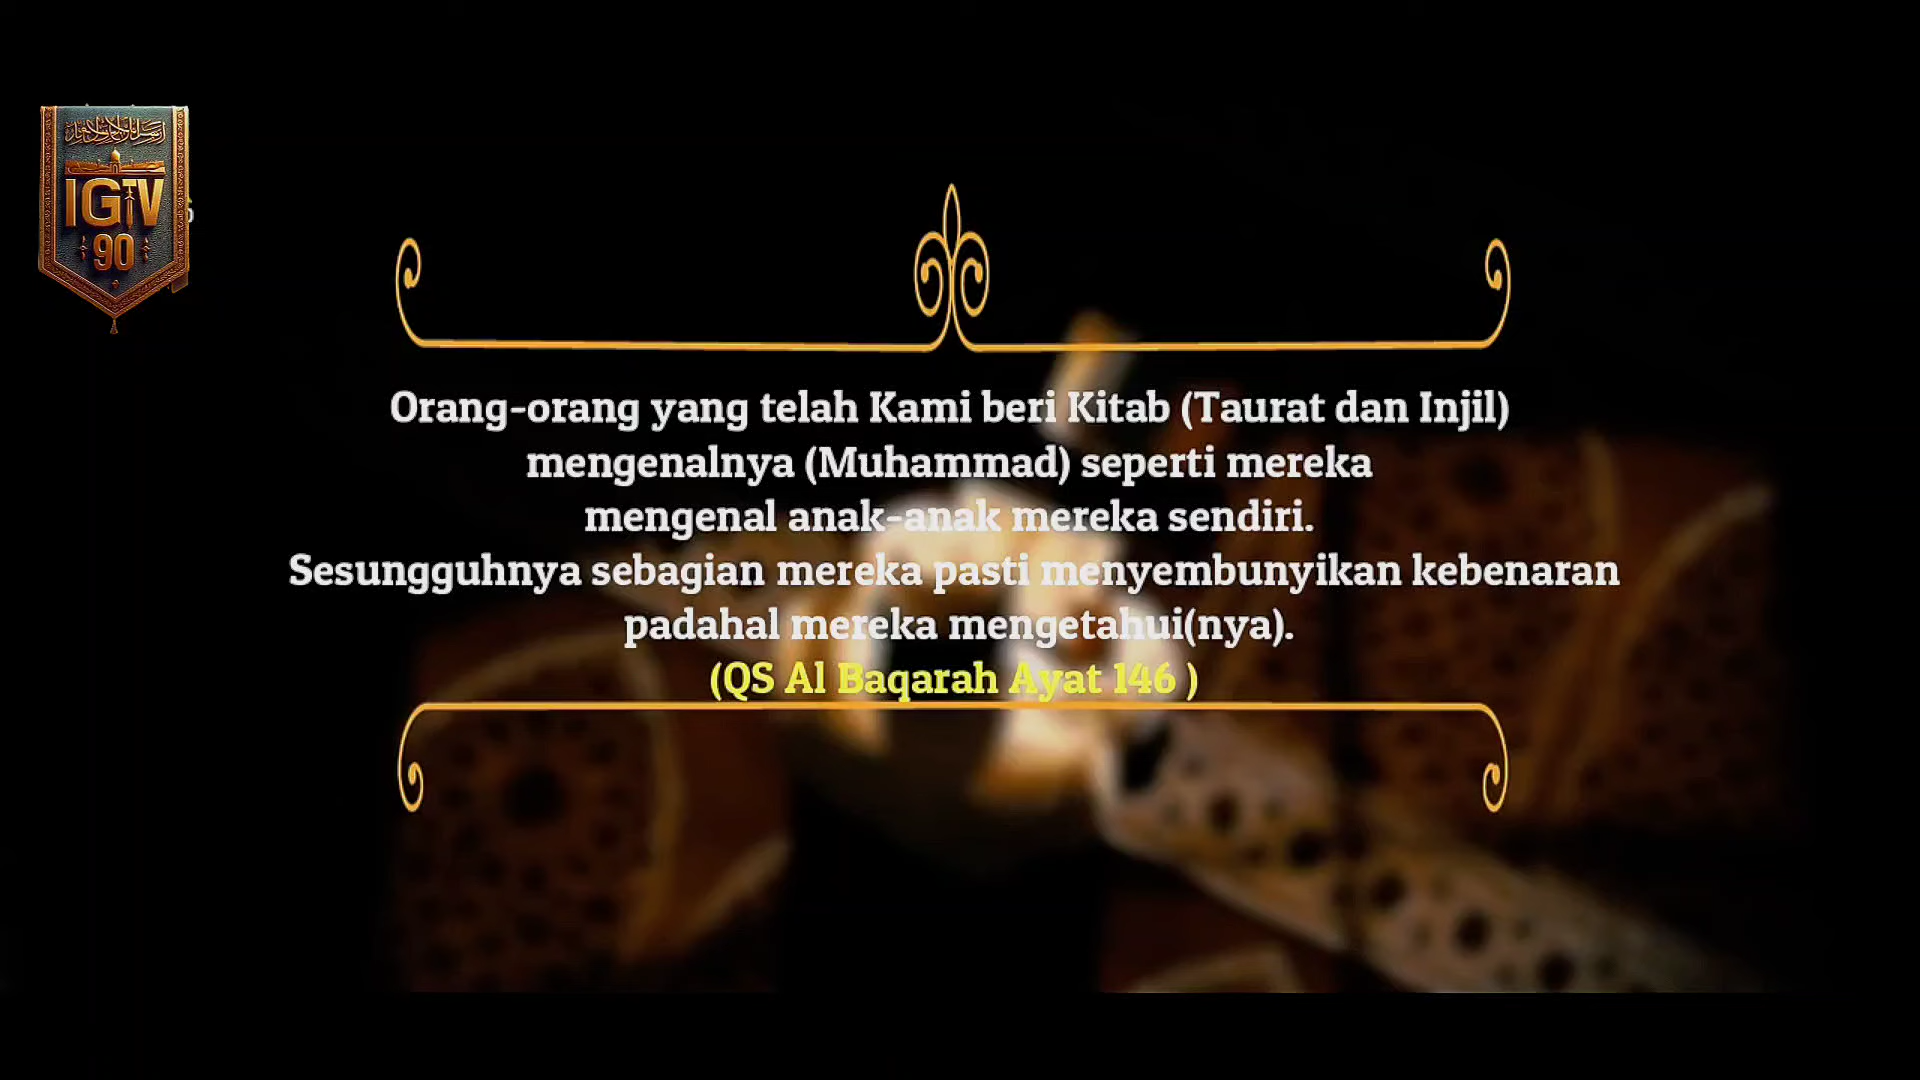 IGTV
90
Orang-orang yang telah Kami beri Kitab (Taurat dan Injil)
mengenalnya (Muhammad) seperti mereka
mengenal anak-anak mereka sendiri.
Sesungguhnya sebagian mereka pasti menyembunyikan kebenaran
padahal mereka mengetahui(nya).
(QS Al Baqarah Ayat 146 )